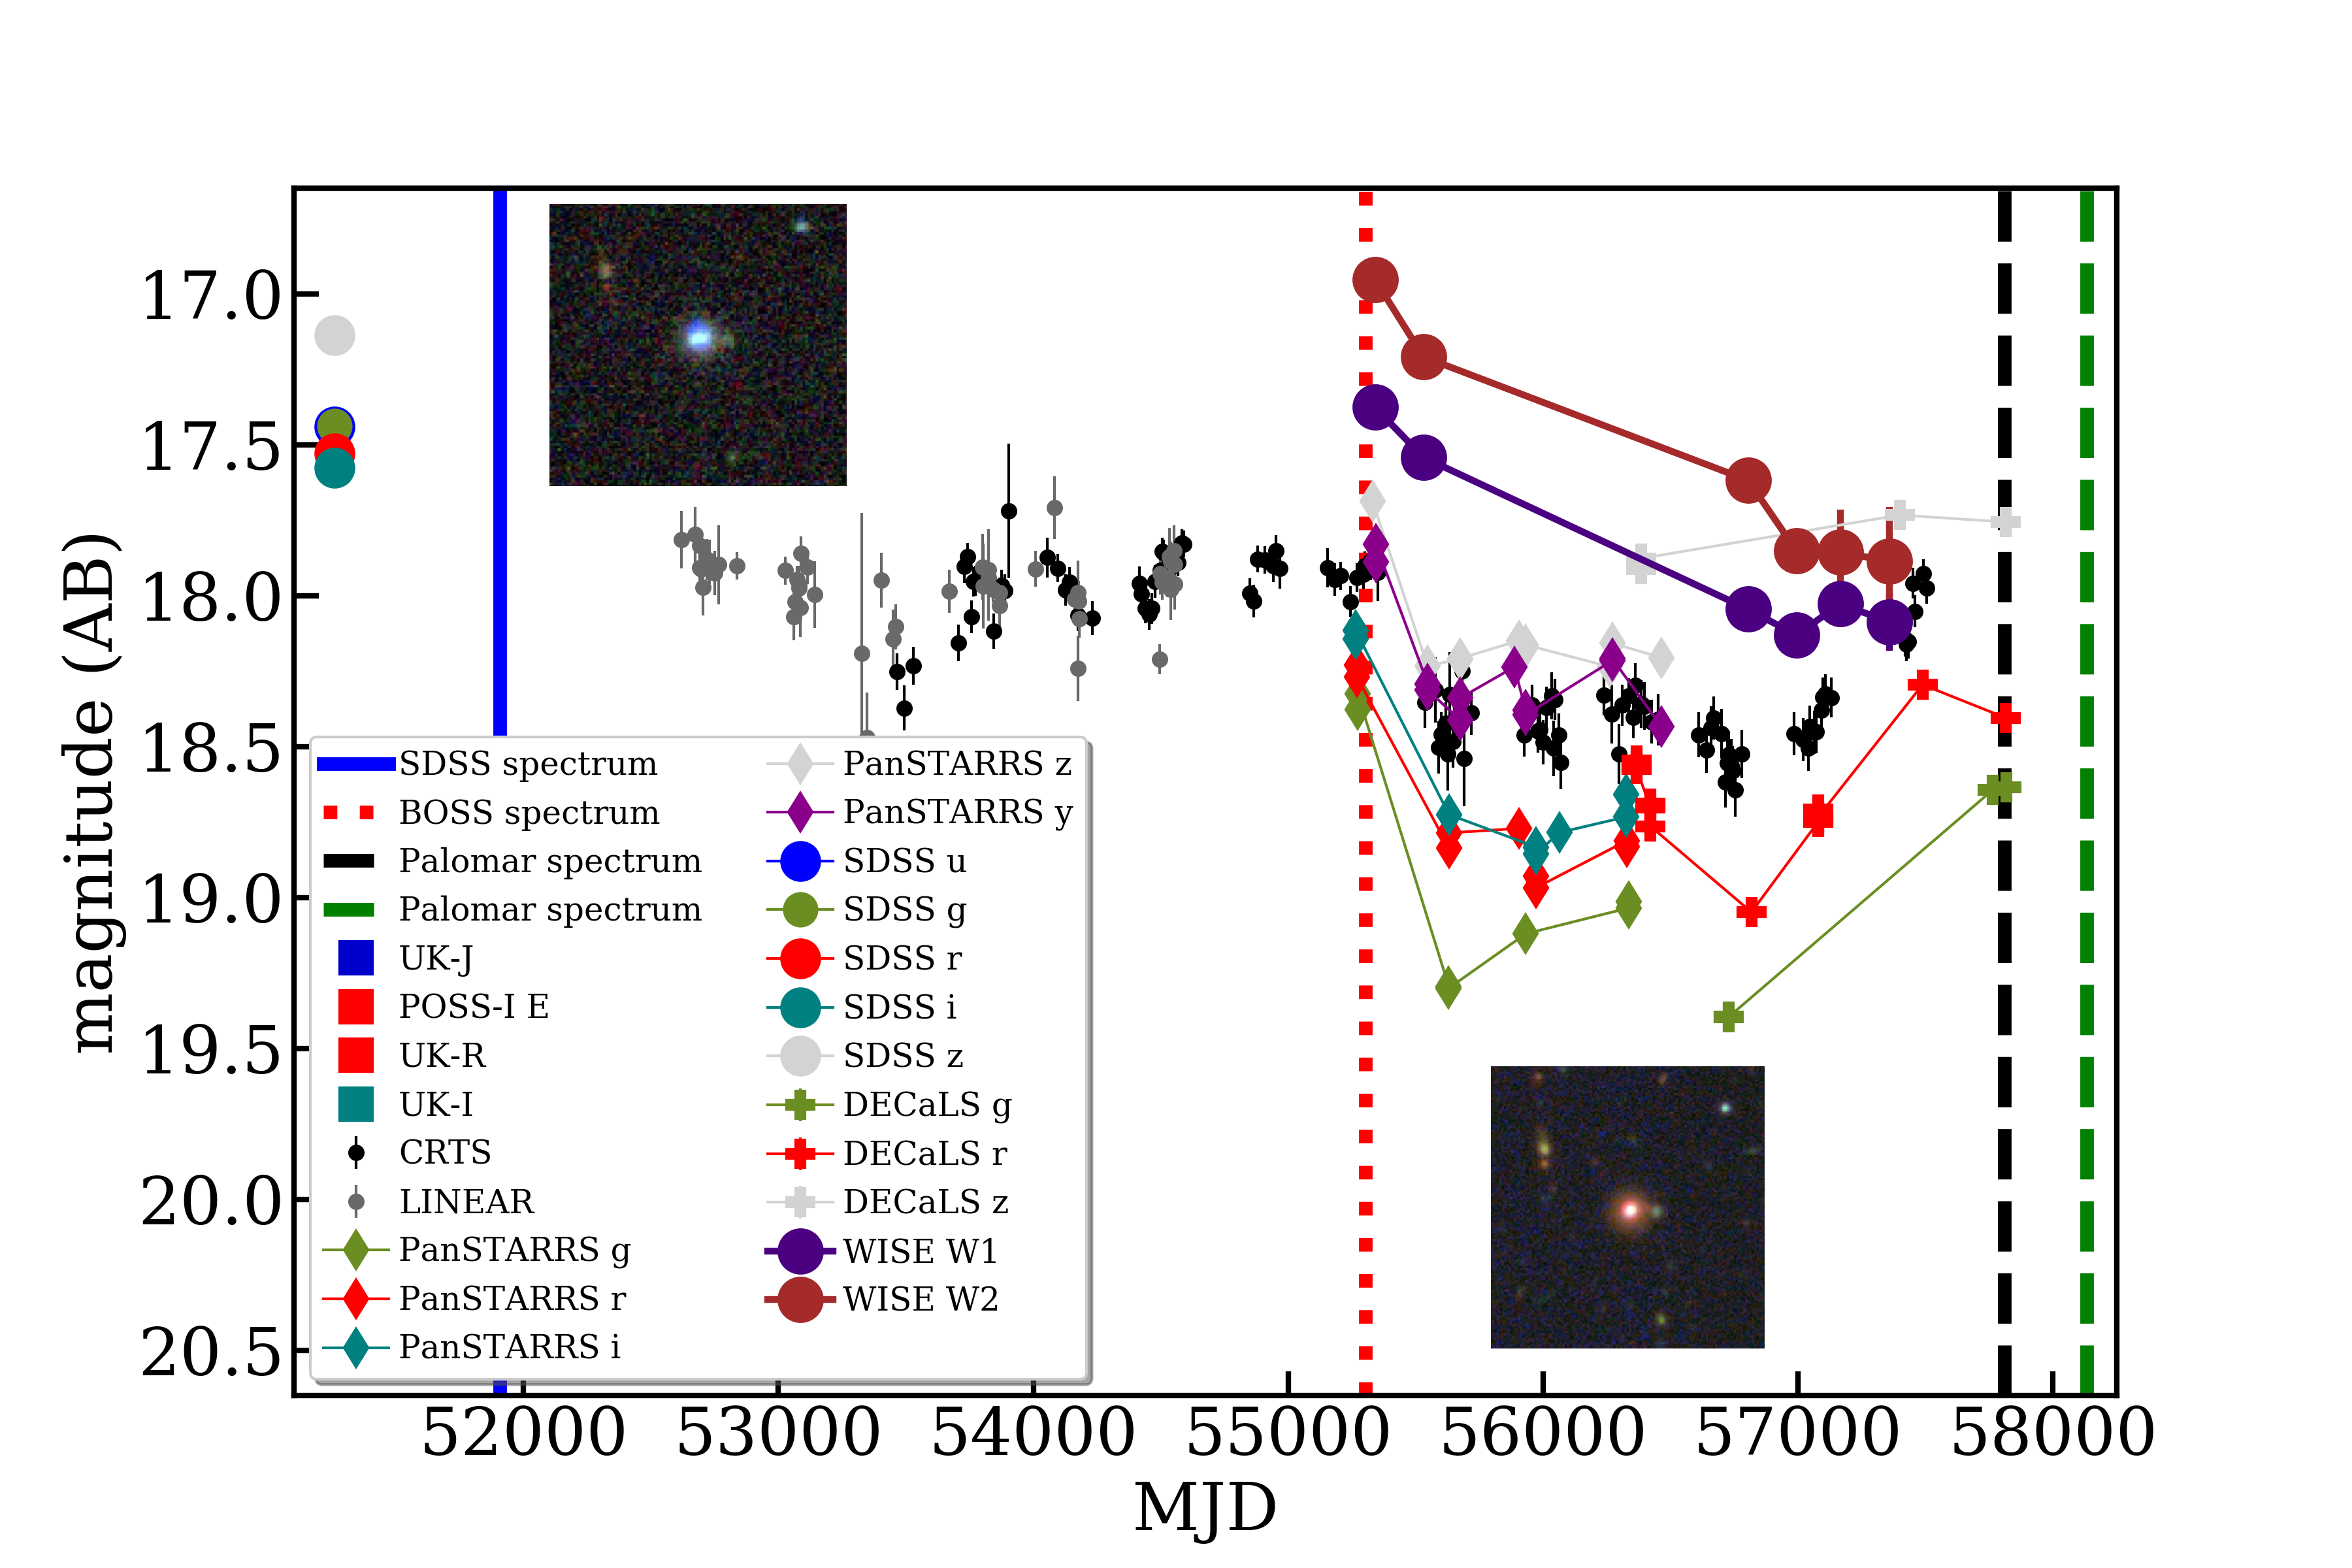 17.0
17.5
18.0
18.5
19.0
19.5
20.0
20.5
magnitude (AB)
SDSS spectrum
BOSS spectrum
Palomar spectrum
Palomar spectrum
UK-J
POSS-I E
UK-R
UK-I
CRTS
LINEAR
PanSTARRS g
PanSTARRS r
PanSTARRS i
PanSTARRS z
PanSTARRS y
SDSS u
SDSS g
SDSS r
SDSS i
SDSS z
DECaLS g
DECaLS r
DECaLS z
WISE W1
WISE W2
52000 53000 54000 55000 56000 57000 58000
MJD